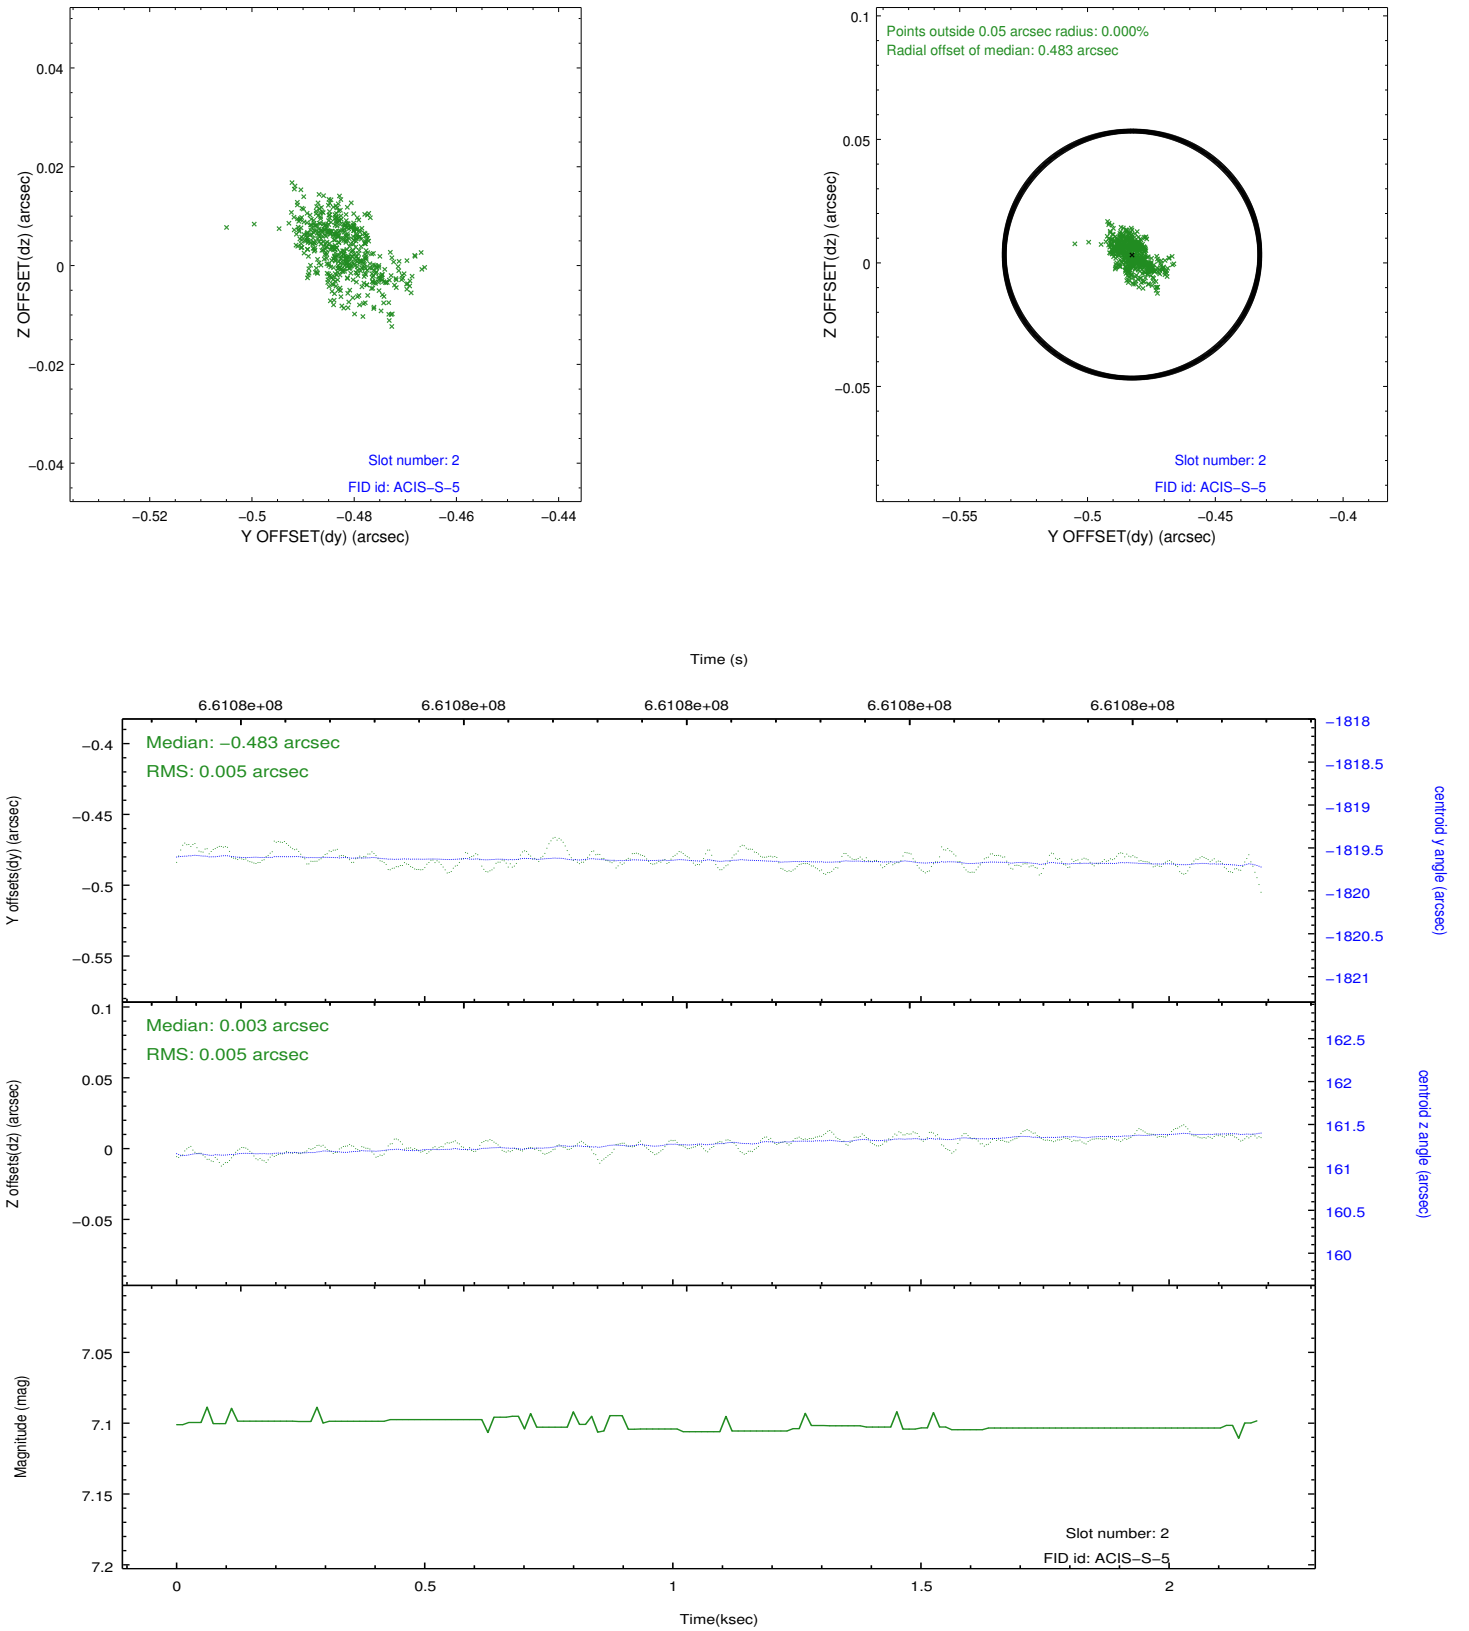 0.04
0.02
0
−0.02
−0.04
Z OFFSET(dz) (arcsec)
Slot number: 2
FID id: ACIS−S−5
−0.52
−0.5
−0.48
−0.46
−0.44
Y OFFSET(dy) (arcsec)
Points outside 0.05 arcsec radius: 0.000%
Radial offset of median: 0.483 arcsec
0.1
0.05
0
−0.05
Z OFFSET(dz) (arcsec)
Slot number: 2
FID id: ACIS−S−5
−0.55
−0.5
−0.45
−0.4
Y OFFSET(dy) (arcsec)
Time (s)
6.6108e+08
6.6108e+08
6.6108e+08
6.6108e+08
6.6108e+08
Median: −0.483 arcsec
RMS: 0.005 arcsec
−0.4
−0.45
−0.5
−0.55
Y offsets(dy) (arcsec)
−1818
−1818.5
−1819
−1819.5
−1820
−1820.5
−1821
centroid y angle (arcsec)
Median: 0.003 arcsec
RMS: 0.005 arcsec
0.1
0.05
0
−0.05
Z offsets(dz) (arcsec)
162.5
162
161.5
161
160.5
160
centroid z angle (arcsec)
7.05
7.1
7.15
7.2
Magnitude (mag)
Slot number: 2
FID id: ACIS−S−5
0
0.5
1
1.5
2
Time(ksec)